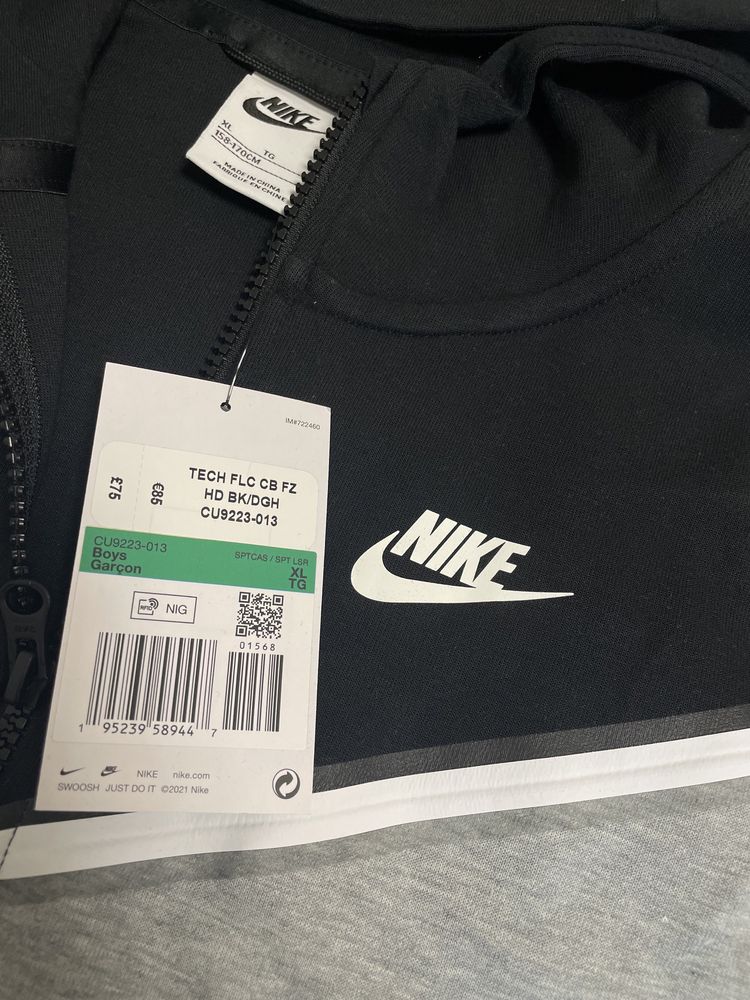 NIKE
XL
TG
158-170CM
MADE IN CHINA
FABRIQUE EN CHINE
IM#722460
£75
€85
TECH FLC CB FZ
HD BK/DGH
CU9223-013
CU9223-013
Boys
Garçon
SPTCAS / SPT LSR
XL
TG
RFID
NIG
01568
1 95239 58944 7
NIKE nike.com
SWOOSH JUST DO IT ©2021 Nike
NIKE